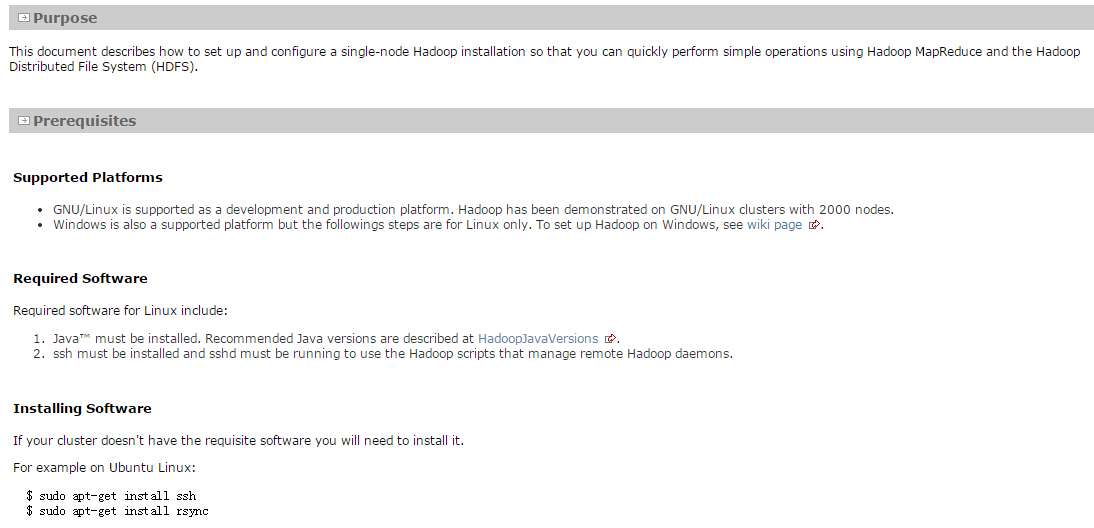 Purpose
This document describes how to set up and configure a single-node Hadoop installation so that you can quickly perform simple operations using Hadoop MapReduce and the Hadoop
Distributed File System (HDFS).
Prerequisites
Supported Platforms
• GNU/Linux is supported as a development and production platform. Hadoop has been demonstrated on GNU/Linux clusters with 2000 nodes.
• Windows is also a supported platform but the followings steps are for Linux only. To set up Hadoop on Windows, see wiki page.
Required Software
Required software for Linux include:
1. Java™ must be installed. Recommended Java versions are described at HadoopJavaVersions.
2. ssh must be installed and sshd must be running to use the Hadoop scripts that manage remote Hadoop daemons.
Installing Software
If your cluster doesn't have the requisite software you will need to install it.
For example on Ubuntu Linux:
$ sudo apt-get install ssh
$ sudo apt-get install rsync